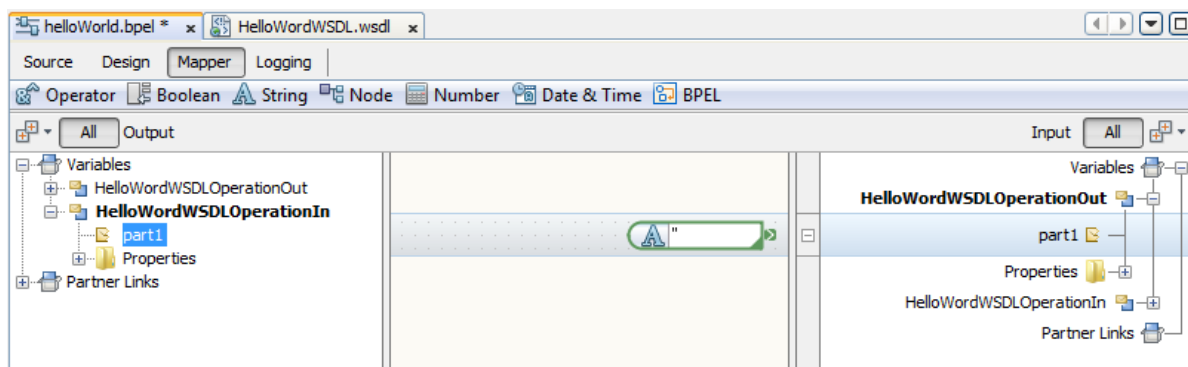 helloWorld.bpel * x HelloWordWSDL.wsdl x
Source Design Mapper Logging
Operator Boolean A String Node Number Date & Time BPEL
All Output Input All
Variables Variables
HelloWordWSDLOperationOut HelloWordWSDLOperationOut
HelloWordWSDLOperationIn
part1 A " part1
Properties Properties
Partner Links HelloWordWSDLOperationIn
Partner Links